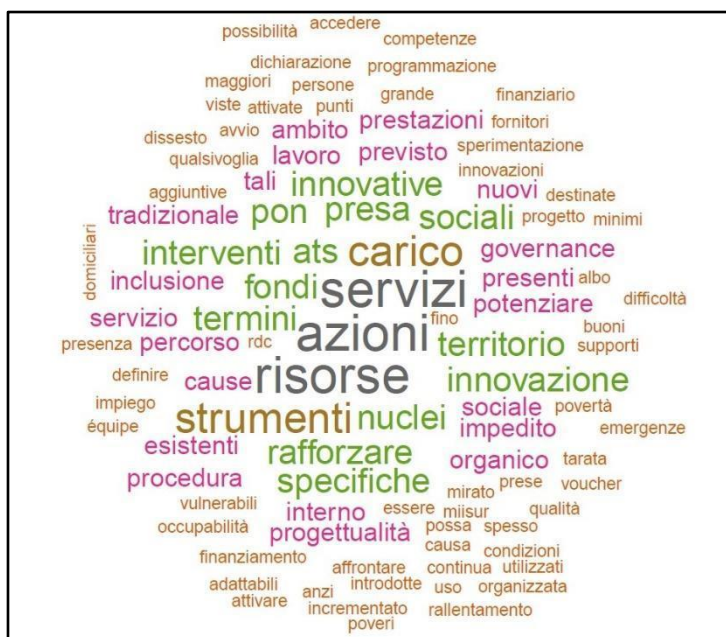 possibilità accedere
competenze
dichiarazione programmazione
maggiori persone grande finanziario
viste attivate punti prestazioni fornitori
dissesto avvio ambito sperimentazione
qualsivoglia lavoro previsto innovazioni
aggiuntive tali innovative nuovi destinate
tradizionale pon presa sociali progetto minimi
domiciliari interventi ats carico governance
inclusione fondi servizi presenti albo
potenziare difficoltà
servizio termini azioni fino buoni
presenza percorso rdc territorio supporti
definire cause risorse innovazione
impiego strumenti nuclei sociale povertà
équipe impedito emergenze
esistenti rafforzare organico tarata
procedura specifiche mirato prese voucher
vulnerabili interno essere miisur qualità
occupabilità progettualità possa spesso
causa condizioni
finanziamento affrontare continua utilizzati
adattabili anzi introdotte uso organizzata
attivare incrementato rallentamento
poveri